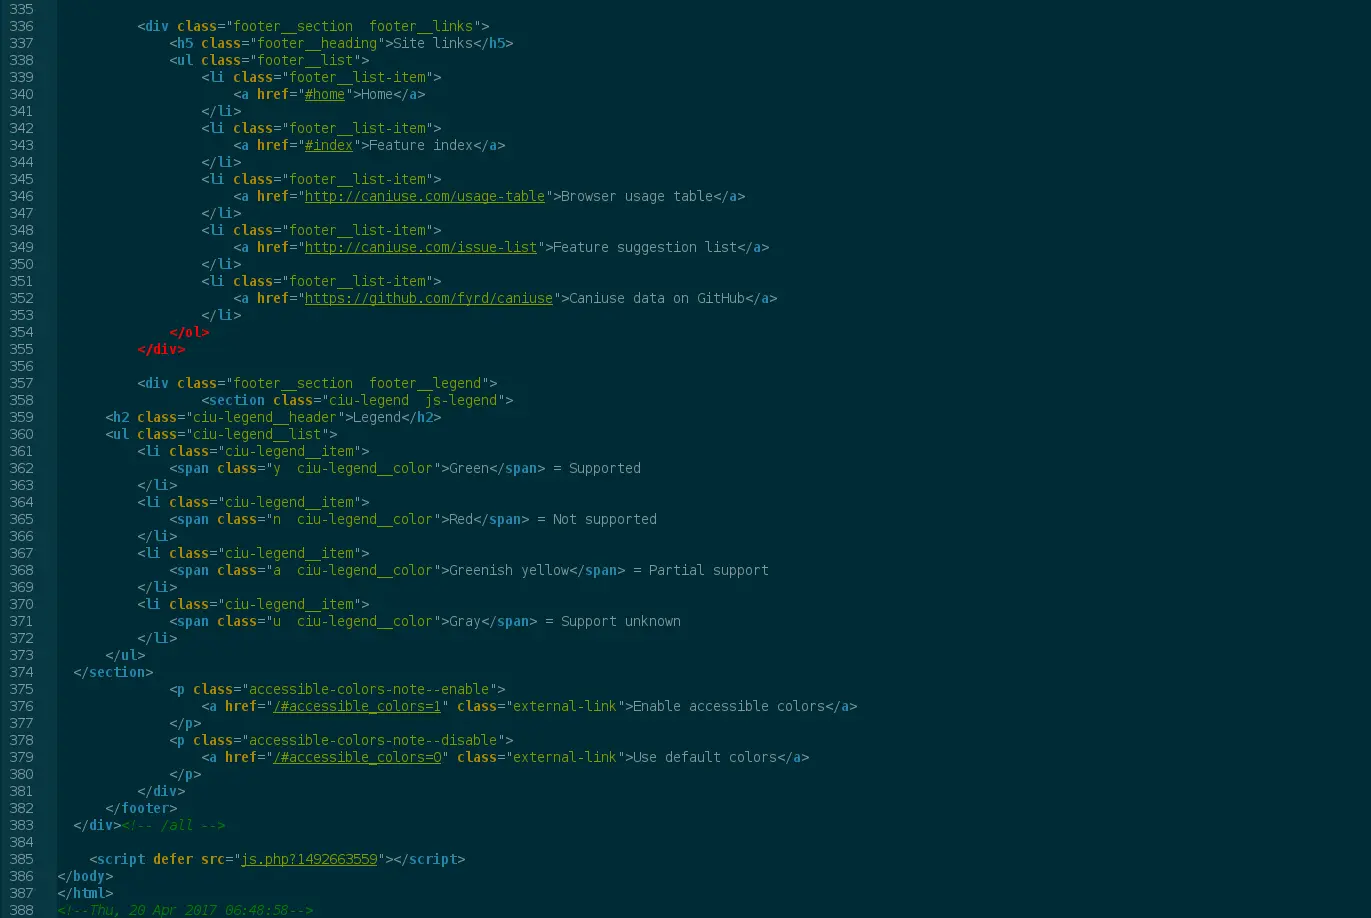 335
336 <div class="footer__section  footer__links">
337 <h5 class="footer__heading">Site links</h5>
338 <ul class="footer__list">
339 <li class="footer__list-item">
340 <a href="#home">Home</a>
341 </li>
342 <li class="footer__list-item">
343 <a href="#index">Feature index</a>
344 </li>
345 <li class="footer__list-item">
346 <a href="http://caniuse.com/usage-table">Browser usage table</a>
347 </li>
348 <li class="footer__list-item">
349 <a href="http://caniuse.com/issue-list">Feature suggestion list</a>
350 </li>
351 <li class="footer__list-item">
352 <a href="https://github.com/fyrd/caniuse">Caniuse data on GitHub</a>
353 </li>
354 </ol>
355 </div>
356
357 <div class="footer__section  footer__legend">
358 <section class="ciu-legend  js-legend">
359 <h2 class="ciu-legend__header">Legend</h2>
360 <ul class="ciu-legend__list">
361 <li class="ciu-legend__item">
362 <span class="y  ciu-legend__color">Green</span> = Supported
363 </li>
364 <li class="ciu-legend__item">
365 <span class="n  ciu-legend__color">Red</span> = Not supported
366 </li>
367 <li class="ciu-legend__item">
368 <span class="a  ciu-legend__color">Greenish yellow</span> = Partial support
369 </li>
370 <li class="ciu-legend__item">
371 <span class="u  ciu-legend__color">Gray</span> = Support unknown
372 </li>
373 </ul>
374 </section>
375 <p class="accessible-colors-note--enable">
376 <a href="/#accessible_colors=1" class="external-link">Enable accessible colors</a>
377 </p>
378 <p class="accessible-colors-note--disable">
379 <a href="/#accessible_colors=0" class="external-link">Use default colors</a>
380 </p>
381 </div>
382 </footer>
383 </div><!-- /all -->
384
385 <script defer src="js.php?1492663559"></script>
386 </body>
387 </html>
388 <!--Thu, 20 Apr 2017 06:48:58-->